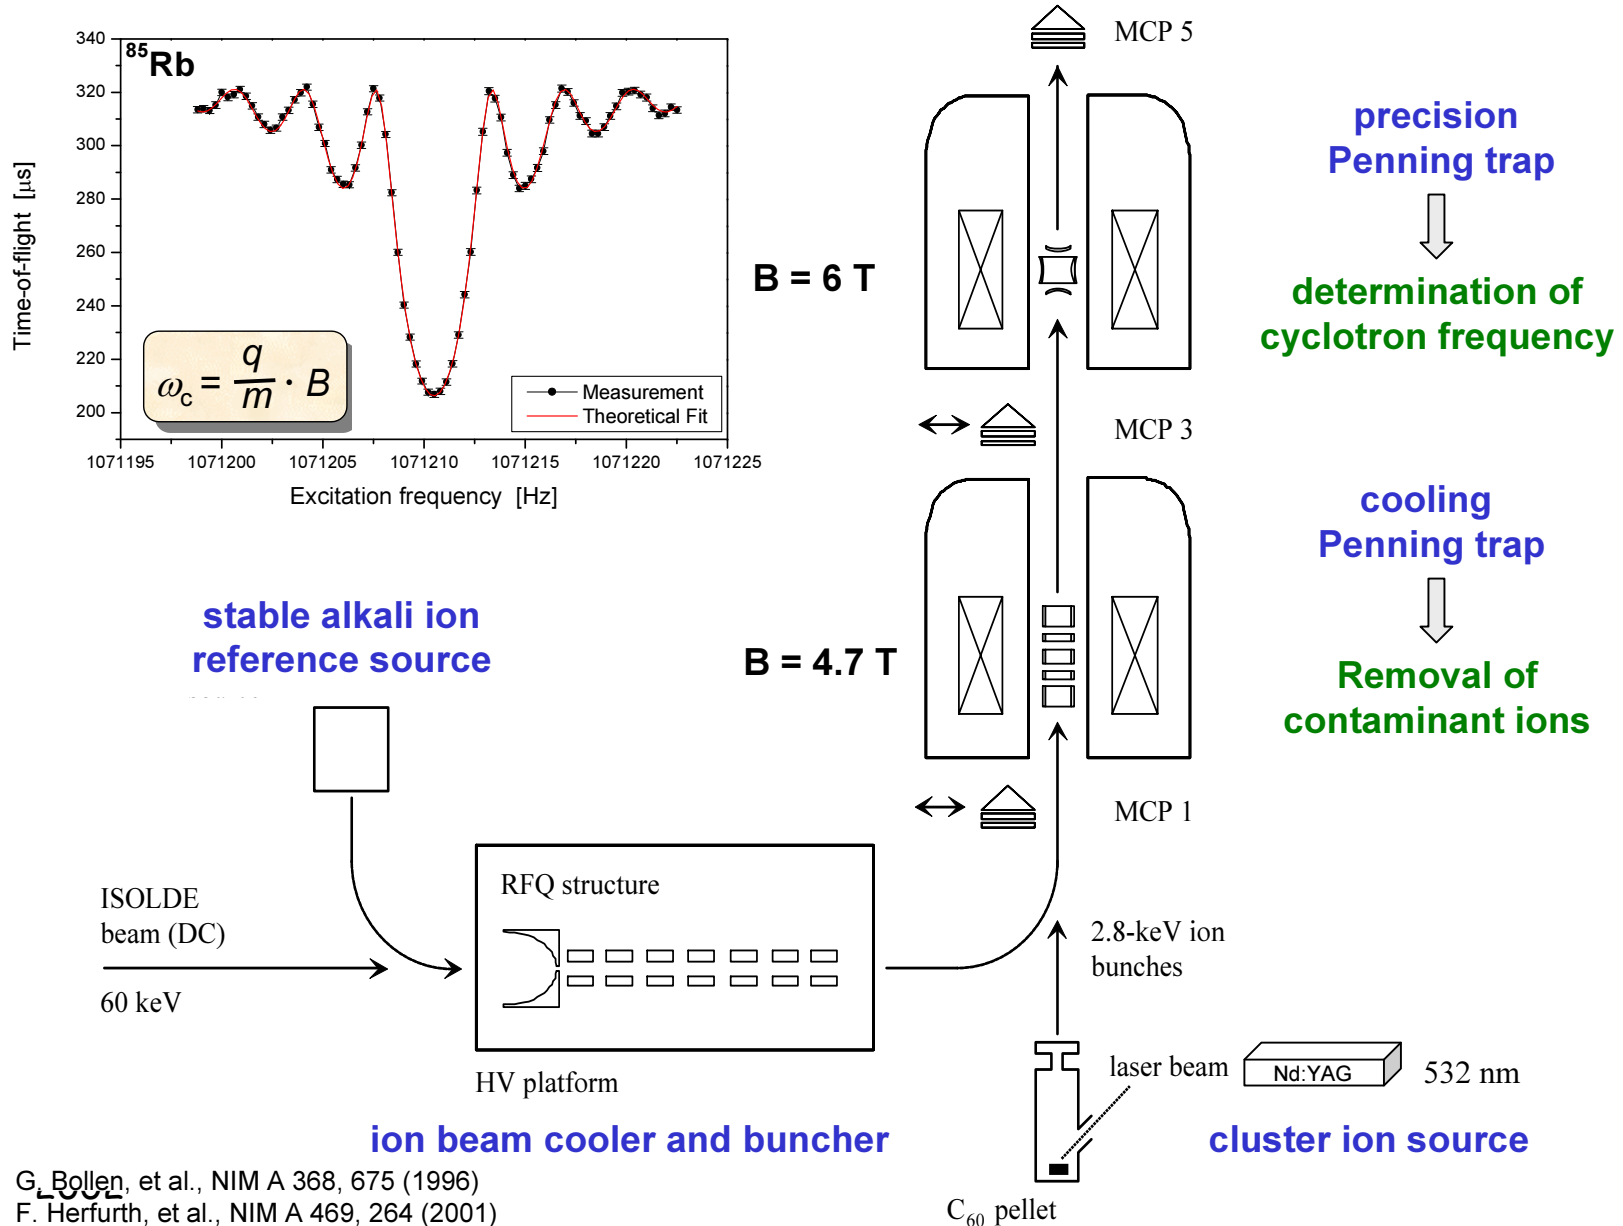 ⁸⁵Rb
340
320
300
280
260
240
220
200
Time-of-flight [μs]
ω_c = q/m · B
Measurement
Theoretical Fit
1071195 1071200 1071205 1071210 1071215 1071220 1071225
Excitation frequency [Hz]
MCP 5
precision
Penning trap
B = 6 T
determination of
cyclotron frequency
MCP 3
cooling
Penning trap
B = 4.7 T
Removal of
contaminant ions
MCP 1
stable alkali ion
reference source
ISOLDE
beam (DC)
60 keV
RFQ structure
HV platform
ion beam cooler and buncher
2.8-keV ion
bunches
laser beam
Nd:YAG
532 nm
cluster ion source
C₆₀ pellet
G. Bollen, et al., NIM A 368, 675 (1996)
F. Herfurth, et al., NIM A 469, 264 (2001)